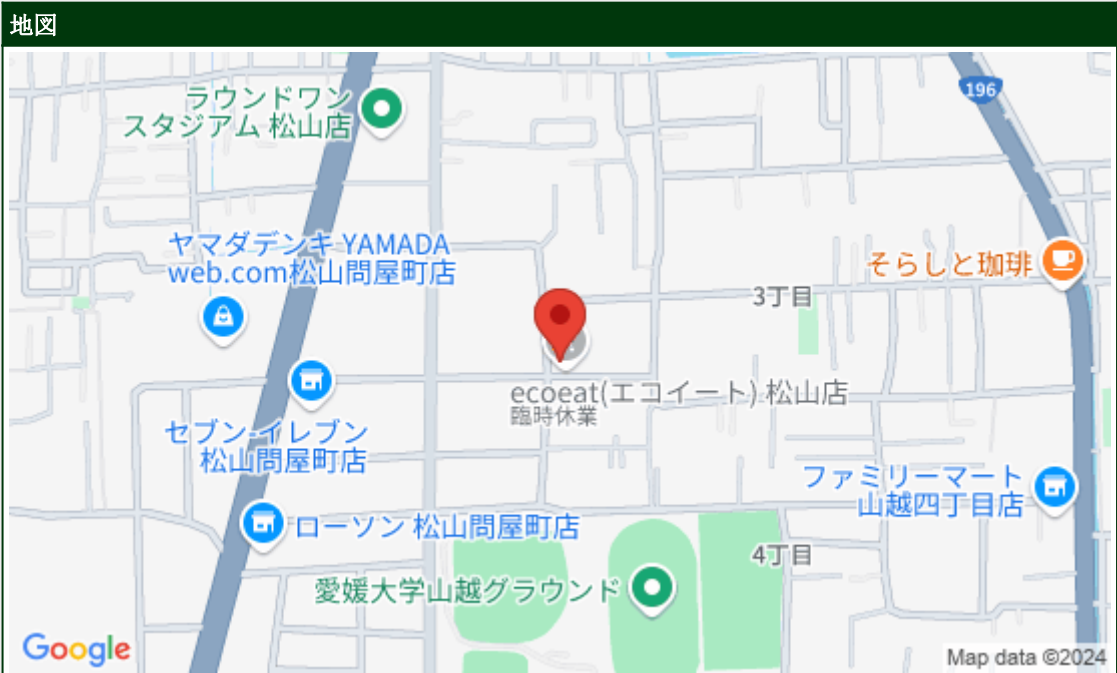 地図
196
ラウンドワン
スタジアム 松山店
ヤマダデンキ YAMADA
web.com松山問屋町店
そらしと珈琲
3丁目
ecoeat(エコイート) 松山店
臨時休業
セブン-イレブン
松山問屋町店
ファミリーマート
山越四丁目店
ローソン 松山問屋町店
4丁目
愛媛大学山越グラウンド
Google
Map data ©2024